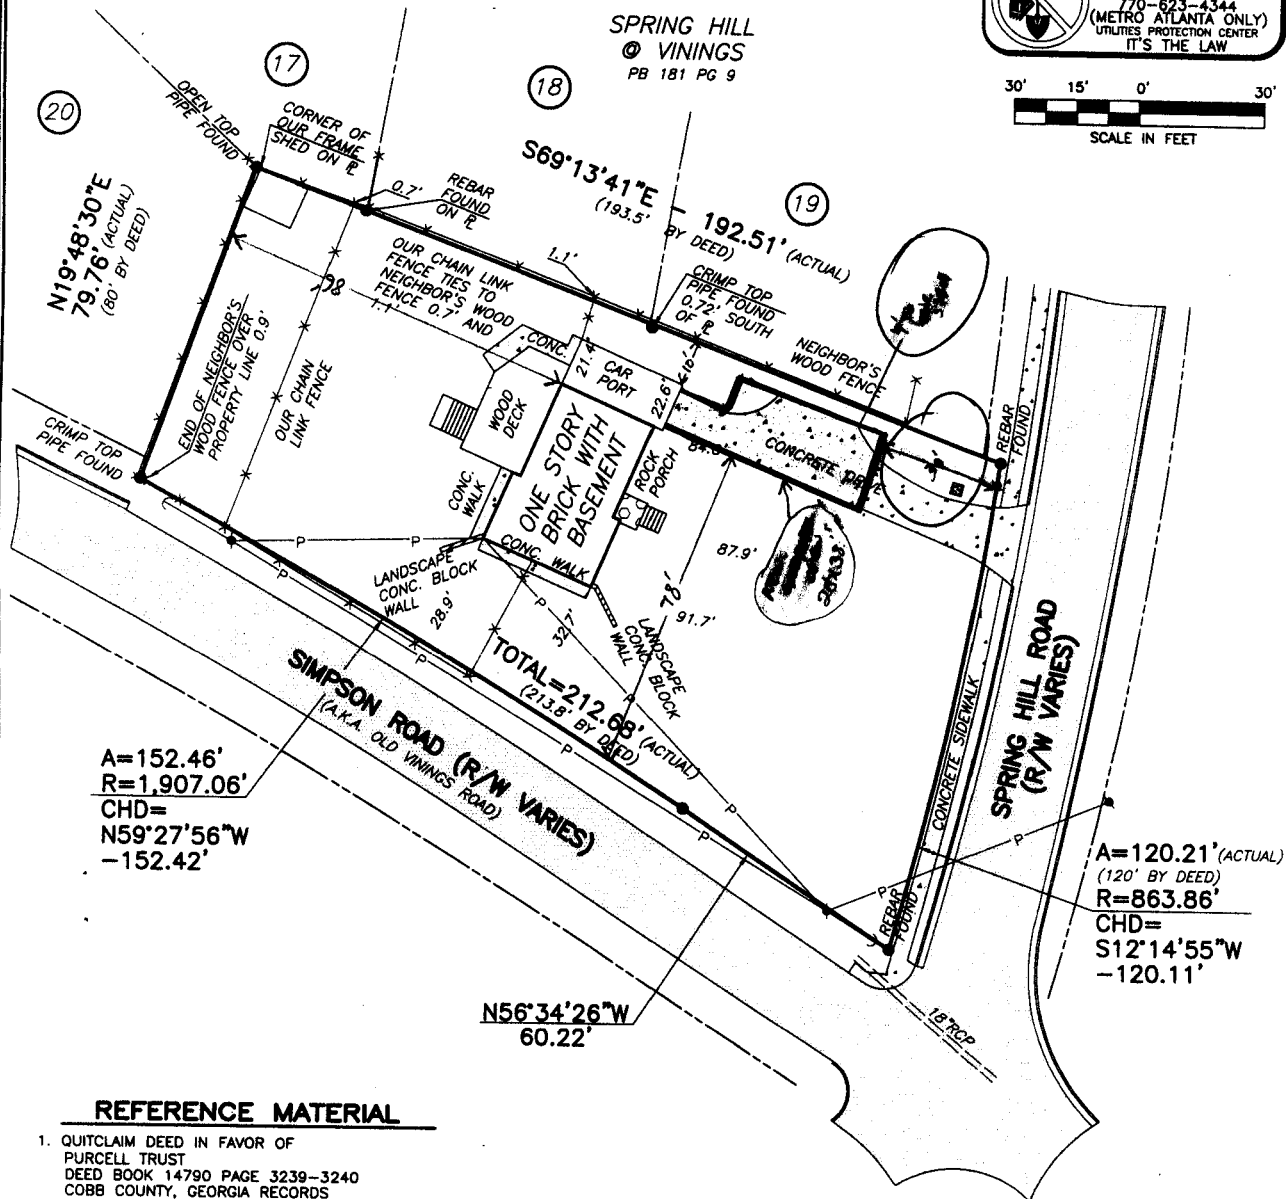 770-623-4344
(METRO ATLANTA ONLY)
UTILITIES PROTECTION CENTER
IT'S THE LAW
30' 15' 0' 30'
SCALE IN FEET
SPRING HILL
@ VININGS
PB 181 PG 9
17
18
19
20
OPEN TOP
PIPE FOUND
CORNER OF
OUR FRAME
SHED ON PL
0.7'
REBAR
FOUND
ON PL
S69°13'41"E - 192.51' (ACTUAL)
(193.5' BY DEED)
N19°48'30"E
79.76' (ACTUAL)
(80' BY DEED)
1.1'
OUR CHAIN LINK
FENCE TIES TO
NEIGHBOR'S WOOD
FENCE 0.7' AND
1.1'
98
CRIMP TOP
PIPE FOUND
0.72' SOUTH
OF PL
NEIGHBOR'S
WOOD FENCE
END OF NEIGHBOR'S
WOOD FENCE OVER
PROPERTY LINE 0.9'
OUR CHAIN
LINK FENCE
CRIMP TOP
PIPE FOUND
CONC.
21.4'
CAR
PORT
22.6'
10'
WOOD
DECK
CONC.
WALK
ONE STORY
BRICK WITH
BASEMENT
ROCK
PORCH
CONC. WALK
CONCRETE DRIVE
REBAR
FOUND
87.9'
78'
91.7'
LANDSCAPE
CONC. BLOCK
WALL
28.9'
32.7'
LANDSCAPE
CONC. BLOCK
WALL
P
P
P
P
P
P
P
P
P
P
P
P
TOTAL=212.68' (ACTUAL)
(213.8' BY DEED)
SIMPSON ROAD (R/W VARIES)
(A.K.A. OLD VININGS ROAD)
CONCRETE SIDEWALK
SPRING HILL ROAD
(R/W VARIES)
A=152.46'
R=1,907.06'
CHD=
N59°27'56"W
-152.42'
A=120.21' (ACTUAL)
(120' BY DEED)
R=863.86'
CHD=
S12°14'55"W
-120.11'
REBAR
FOUND
18"RCP
N56°34'26"W
60.22'
REFERENCE MATERIAL
1. QUITCLAIM DEED IN FAVOR OF
PURCELL TRUST
DEED BOOK 14790 PAGE 3239-3240
COBB COUNTY, GEORGIA RECORDS